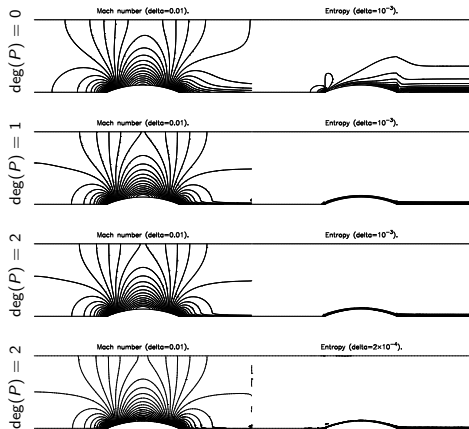 deg(P) = 0
Mach number (delta=0.01).
Entropy (delta=10⁻³).
deg(P) = 1
Mach number (delta=0.01).
Entropy (delta=10⁻³).
deg(P) = 2
Mach number (delta=0.01).
Entropy (delta=10⁻³).
deg(P) = 2
Mach number (delta=0.01).
Entropy (delta=2×10⁻⁴).